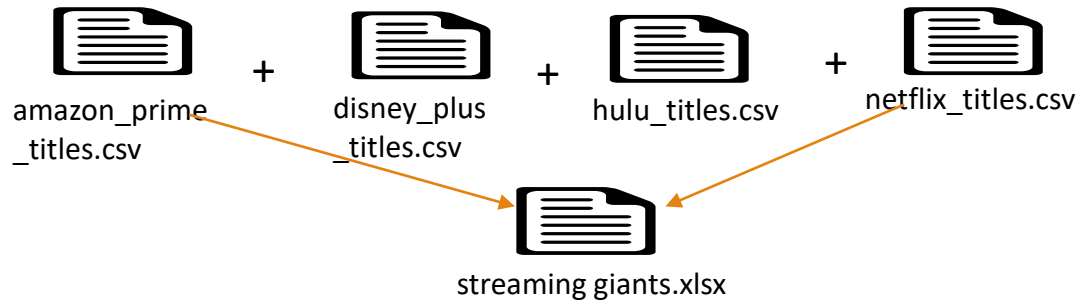 + + +
amazon_prime
_titles.csv
disney_plus
_titles.csv
hulu_titles.csv
netflix_titles.csv
streaming giants.xlsx